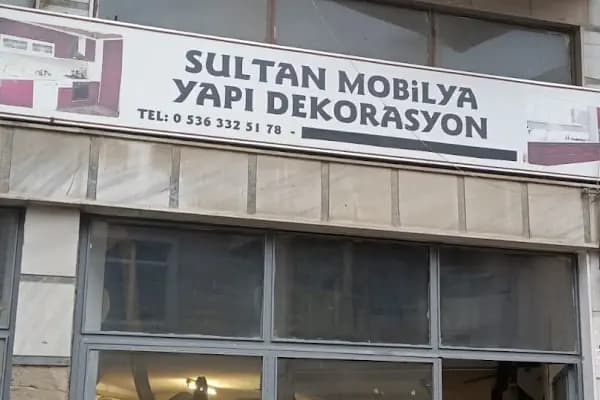 SULTAN MOBİLYA
YAPI DEKORASYON
TEL: 0 536 332 51 78 -